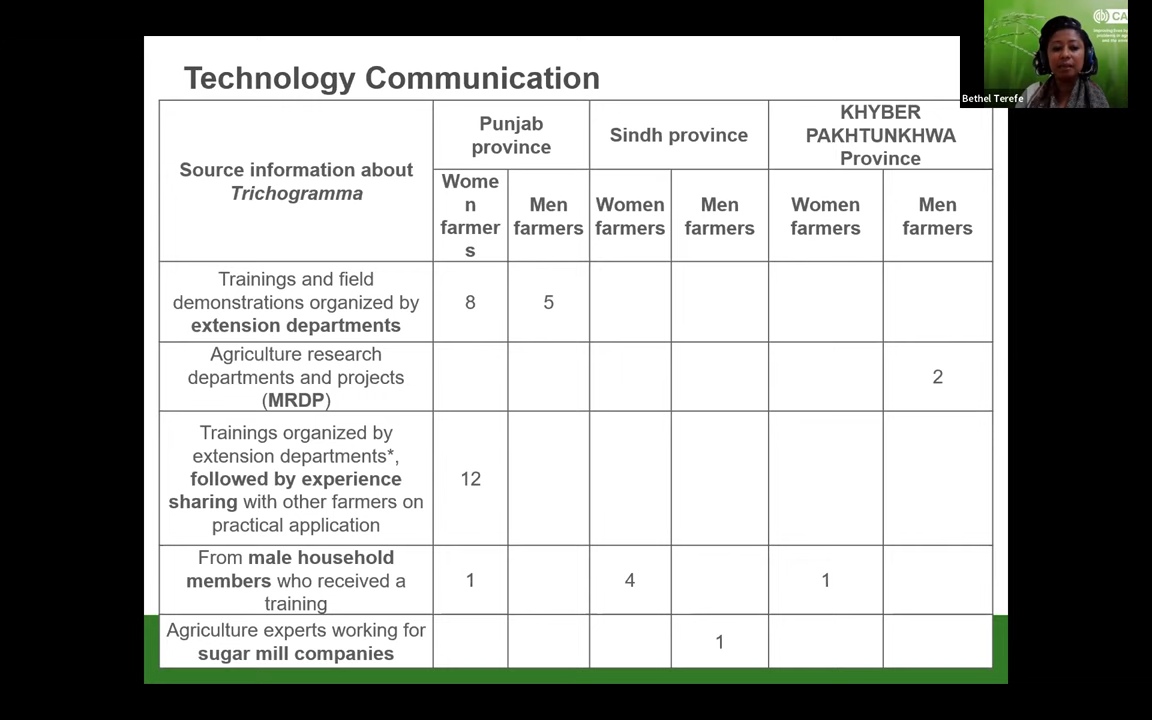 Technology Communication
Source information about
Trichogramma
Punjab
province
Sindh province
KHYBER
PAKHTUNKHWA
Province
Wome
n
farmer
s
Men
farmers
Women
farmers
Men
farmers
Women
farmers
Men
farmers
Trainings and field
demonstrations organized by
extension departments
8
5
Agriculture research
departments and projects
(MRDP)
2
Trainings organized by
extension departments*,
followed by experience
sharing with other farmers on
practical application
12
From male household
members who received a
training
1
4
1
Agriculture experts working for
sugar mill companies
1
CA
Bethel Terefe